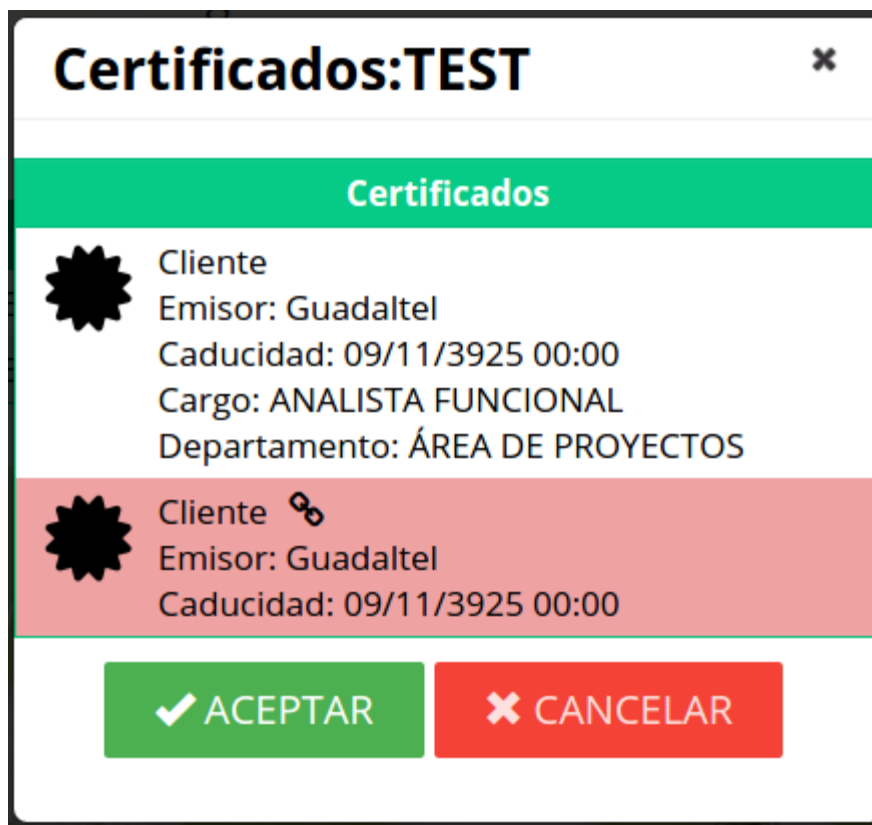 Certificados:TEST
Certificados
Cliente
Emisor: Guadaltel
Caducidad: 09/11/3925 00:00
Cargo: ANALISTA FUNCIONAL
Departamento: ÁREA DE PROYECTOS
Cliente
Emisor: Guadaltel
Caducidad: 09/11/3925 00:00
ACEPTAR CANCELAR